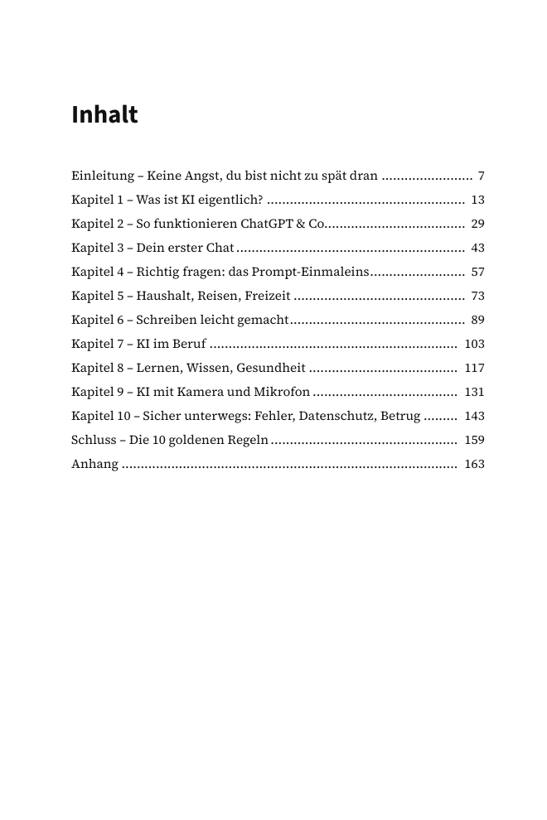 Inhalt
Einleitung – Keine Angst, du bist nicht zu spät dran ........................ 7
Kapitel 1 – Was ist KI eigentlich? .................................................... 13
Kapitel 2 – So funktionieren ChatGPT & Co..................................... 29
Kapitel 3 – Dein erster Chat ............................................................ 43
Kapitel 4 – Richtig fragen: das Prompt-Einmaleins......................... 57
Kapitel 5 – Haushalt, Reisen, Freizeit ............................................. 73
Kapitel 6 – Schreiben leicht gemacht.............................................. 89
Kapitel 7 – KI im Beruf ................................................................. 103
Kapitel 8 – Lernen, Wissen, Gesundheit ....................................... 117
Kapitel 9 – KI mit Kamera und Mikrofon ...................................... 131
Kapitel 10 – Sicher unterwegs: Fehler, Datenschutz, Betrug ......... 143
Schluss – Die 10 goldenen Regeln ................................................. 159
Anhang ........................................................................................ 163